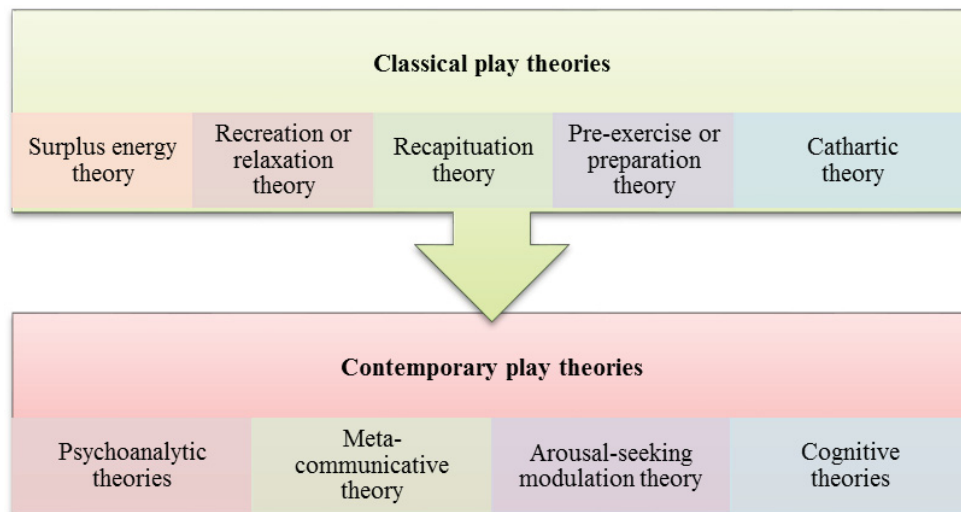 Classical play theories
Surplus energy
theory
Recreation or
relaxation
theory
Recapituation
theory
Pre-exercise or
preparation
theory
Cathartic
theory
Contemporary play theories
Psychoanalytic
theories
Meta-
communicative
theory
Arousal-seeking
modulation theory
Cognitive
theories